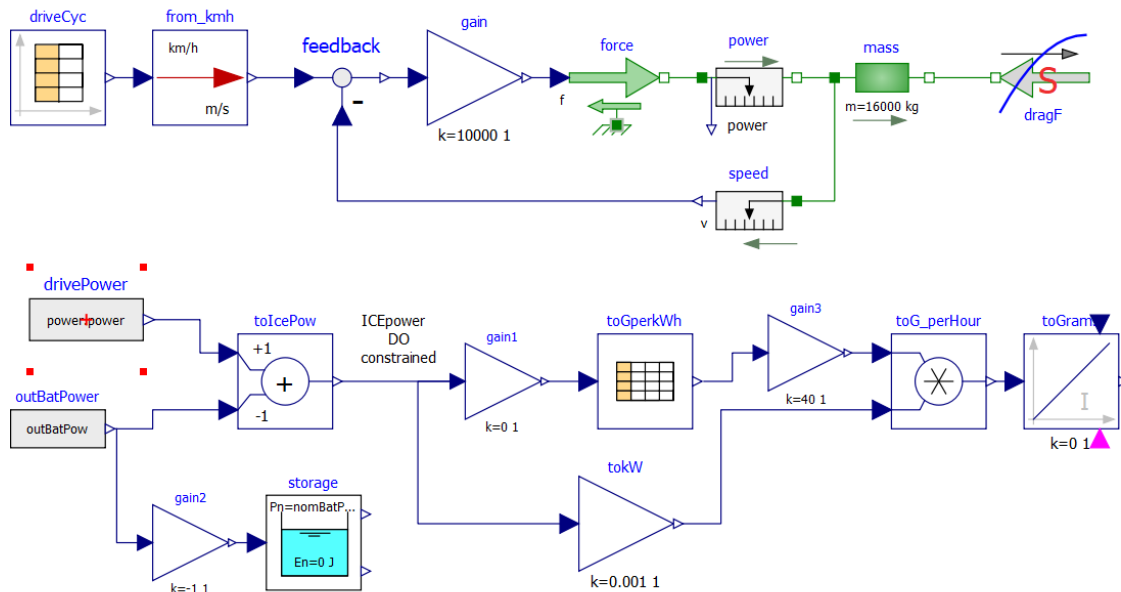 driveCyc
from_kmh
km/h
m/s
feedback
-
gain
k=10000 1
f
force
power
power
mass
m=16000 kg
S
dragF
speed
v
drivePower
power.power
toIcePow
+1
+
-1
ICEpower
DO
constrained
gain1
k=0 1
toGperkWh
gain3
k=40 1
toG_perHour
toGrams
I
k=0 1
outBatPower
outBatPow
gain2
k=-1 1
storage
Pn=nomBatP...
En=0 J
tokW
k=0.001 1